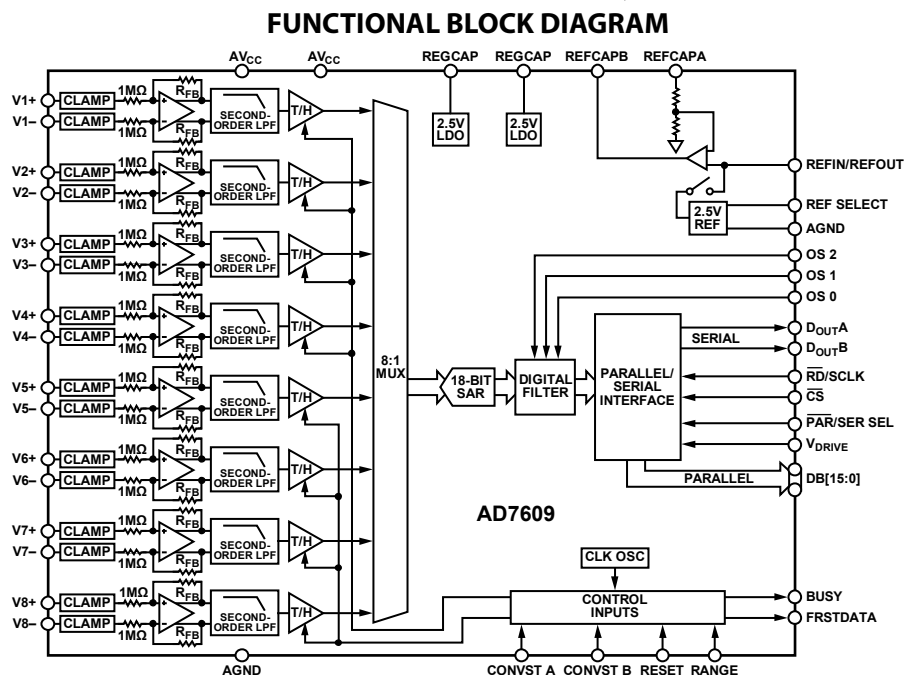 FUNCTIONAL BLOCK DIAGRAM
AVCC
AVCC
REGCAP
REGCAP
REFCAPB
REFCAPA
V1+
CLAMP
1MΩ
RFB
V1–
CLAMP
1MΩ
RFB
SECOND-
ORDER LPF
T/H
V2+
CLAMP
1MΩ
RFB
V2–
CLAMP
1MΩ
RFB
SECOND-
ORDER LPF
T/H
V3+
CLAMP
1MΩ
RFB
V3–
CLAMP
1MΩ
RFB
SECOND-
ORDER LPF
T/H
V4+
CLAMP
1MΩ
RFB
V4–
CLAMP
1MΩ
RFB
SECOND-
ORDER LPF
T/H
V5+
CLAMP
1MΩ
RFB
V5–
CLAMP
1MΩ
RFB
SECOND-
ORDER LPF
T/H
V6+
CLAMP
1MΩ
RFB
V6–
CLAMP
1MΩ
RFB
SECOND-
ORDER LPF
T/H
V7+
CLAMP
1MΩ
RFB
V7–
CLAMP
1MΩ
RFB
SECOND-
ORDER LPF
T/H
V8+
CLAMP
1MΩ
RFB
V8–
CLAMP
1MΩ
RFB
SECOND-
ORDER LPF
T/H
8:1
MUX
2.5V
LDO
2.5V
LDO
REFIN/REFOUT
2.5V
REF
REF SELECT
AGND
OS 2
OS 1
OS 0
18-BIT
SAR
DIGITAL
FILTER
PARALLEL/
SERIAL
INTERFACE
SERIAL
DOUTA
DOUTB
RD/SCLK
CS
PAR/SER SEL
VDRIVE
PARALLEL
DB[15:0]
AD7609
CLK OSC
CONTROL
INPUTS
BUSY
FRSTDATA
AGND
CONVST A
CONVST B
RESET
RANGE